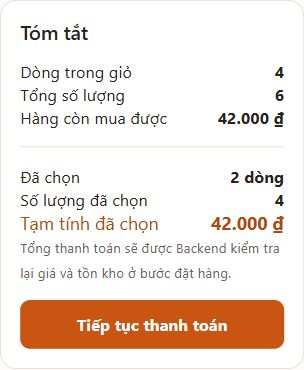 Tóm tắt
Dòng trong giỏ 4
Tổng số lượng 6
Hàng còn mua được 42.000 ₫
Đã chọn 2 dòng
Số lượng đã chọn 4
Tạm tính đã chọn 42.000 ₫
Tổng thanh toán sẽ được Backend kiểm tra
lại giá và tồn kho ở bước đặt hàng.
Tiếp tục thanh toán